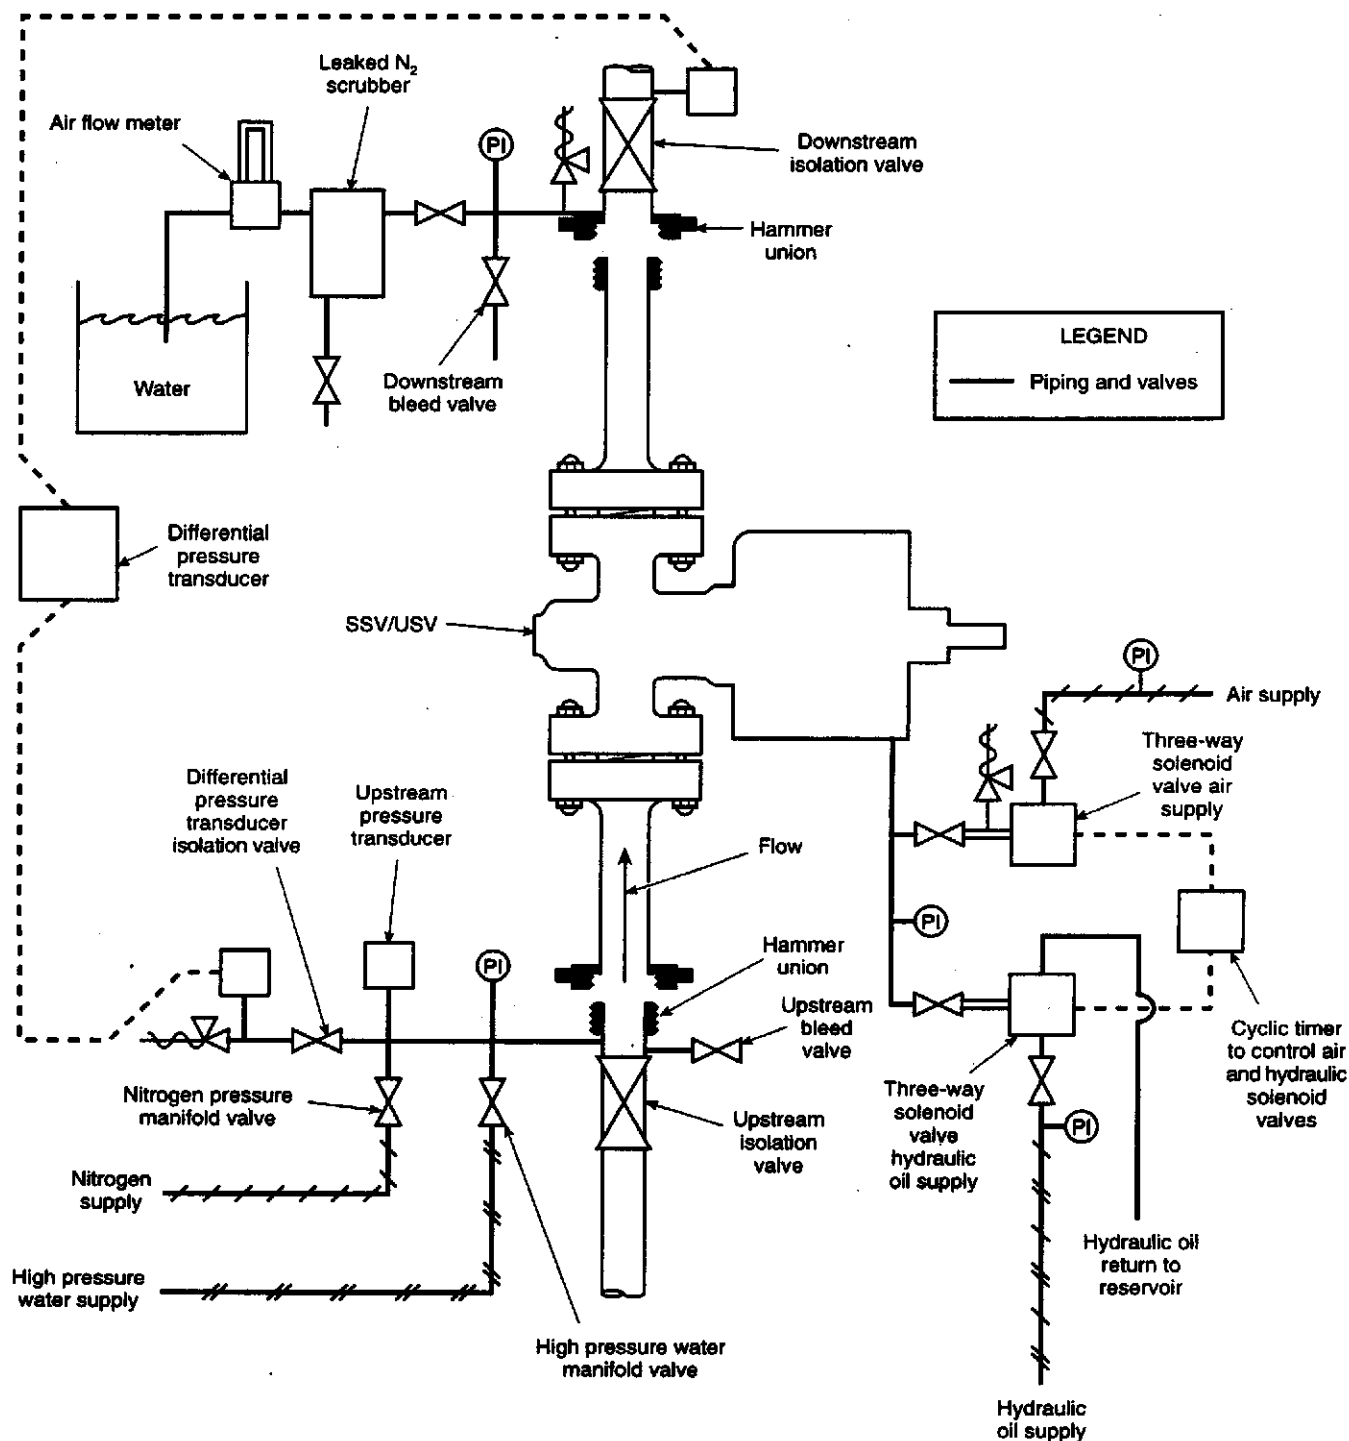 Leaked N₂
scrubber
Air flow meter
PI
Downstream
isolation valve
Hammer
union
Water
Downstream
bleed valve
LEGEND
Piping and valves
Differential
pressure
transducer
SSV/USV
PI
Air supply
Three-way
solenoid
valve air
supply
Differential
pressure
transducer
isolation valve
Upstream
pressure
transducer
Flow
PI
Hammer
union
PI
Upstream
bleed
valve
Cyclic timer
to control air
and hydraulic
solenoid
valves
Nitrogen pressure
manifold valve
Upstream
isolation
valve
Three-way
solenoid
valve
hydraulic
oil supply
PI
Nitrogen
supply
Hydraulic oil
return to
reservoir
High pressure
water supply
High pressure water
manifold valve
Hydraulic
oil supply